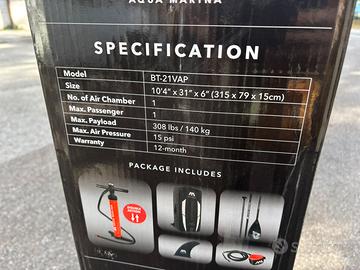 AQUA MARINA
SPECIFICATION
Model BT-21VAP
Size 10'4" x 31" x 6" (315 x 79 x 15cm)
No. of Air Chamber 1
Max. Passenger 1
Max. Payload 308 lbs / 140 kg
Max. Air Pressure 15 psi
Warranty 12-month
PACKAGE INCLUDES